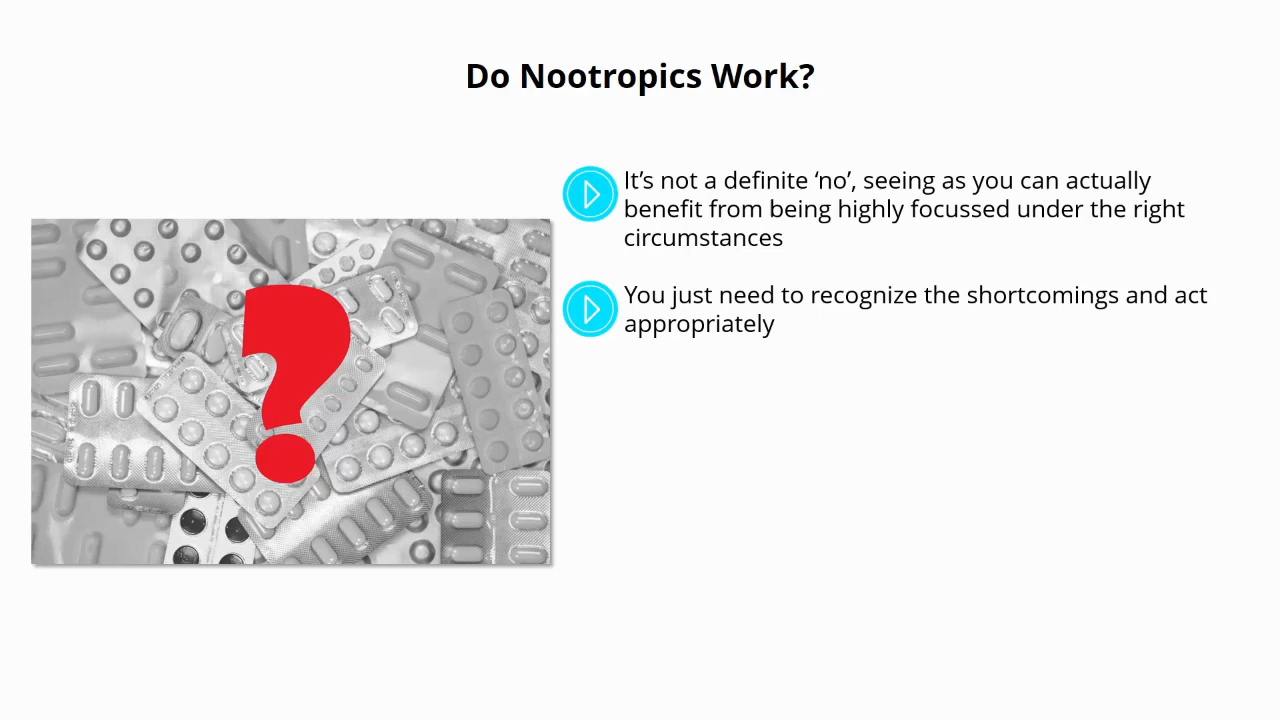 Do Nootropics Work?
It’s not a definite ‘no’, seeing as you can actually
benefit from being highly focussed under the right
circumstances
You just need to recognize the shortcomings and act
appropriately
?